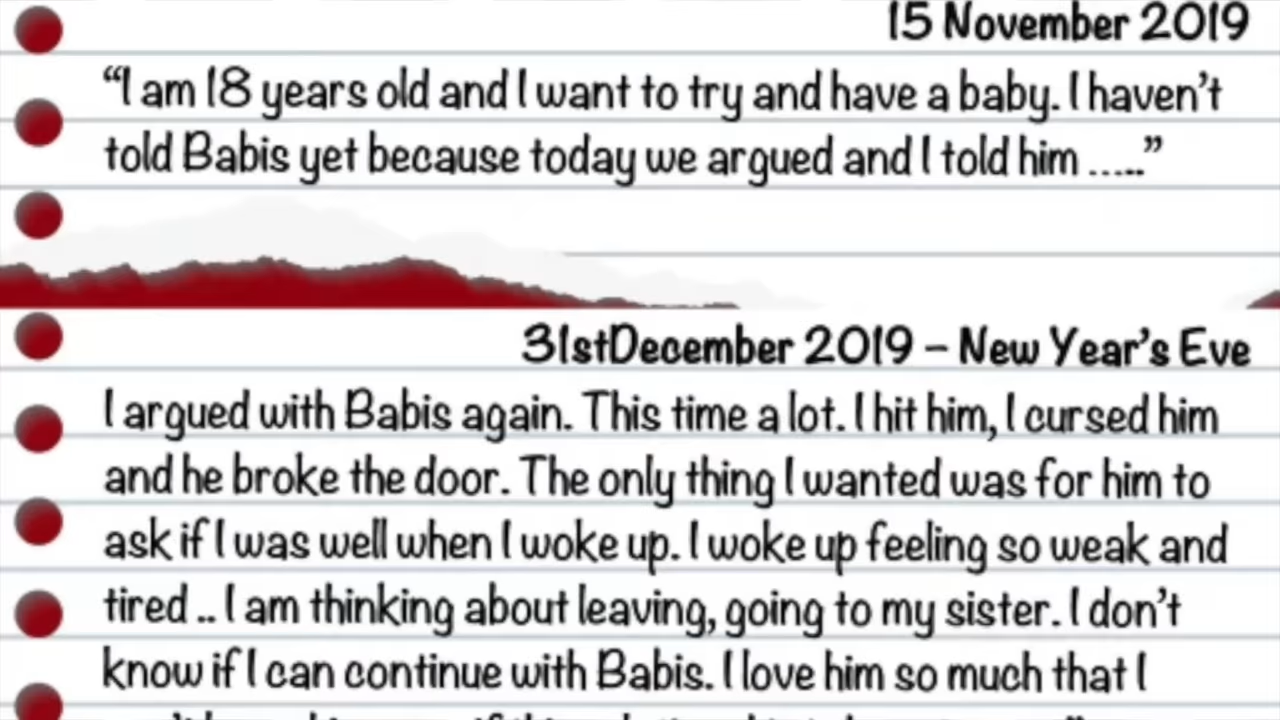 15 November 2019
“I am 18 years old and I want to try and have a baby. I haven’t
told Babis yet because today we argued and I told him .....”
31stDecember 2019 – New Year’s Eve
I argued with Babis again. This time a lot. I hit him, I cursed him
and he broke the door. The only thing I wanted was for him to
ask if I was well when I woke up. I woke up feeling so weak and
tired .. I am thinking about leaving, going to my sister. I don’t
know if I can continue with Babis. I love him so much that I